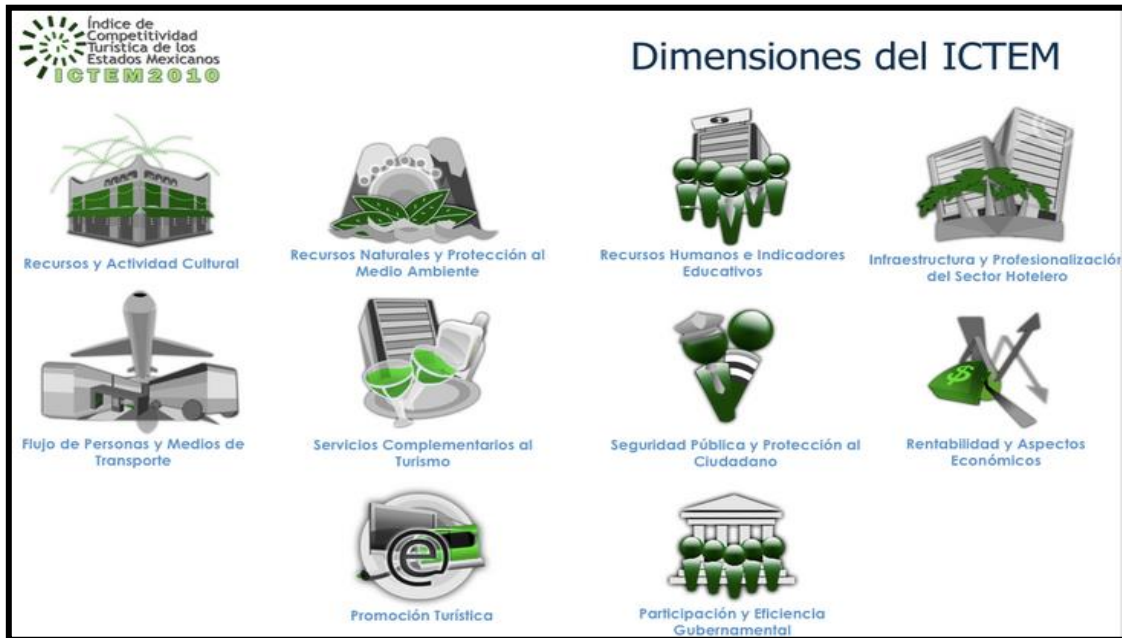 Índice de
Competitividad
Turística de los
Estados Mexicanos
ICTEM2010
Dimensiones del ICTEM
Recursos y Actividad Cultural
Recursos Naturales y Protección al
Medio Ambiente
Recursos Humanos e Indicadores
Educativos
Infraestructura y Profesionalización
del Sector Hotelero
Flujo de Personas y Medios de
Transporte
Servicios Complementarios al
Turismo
Seguridad Pública y Protección al
Ciudadano
Rentabilidad y Aspectos
Económicos
Promoción Turística
Participación y Eficiencia
Gubernamental